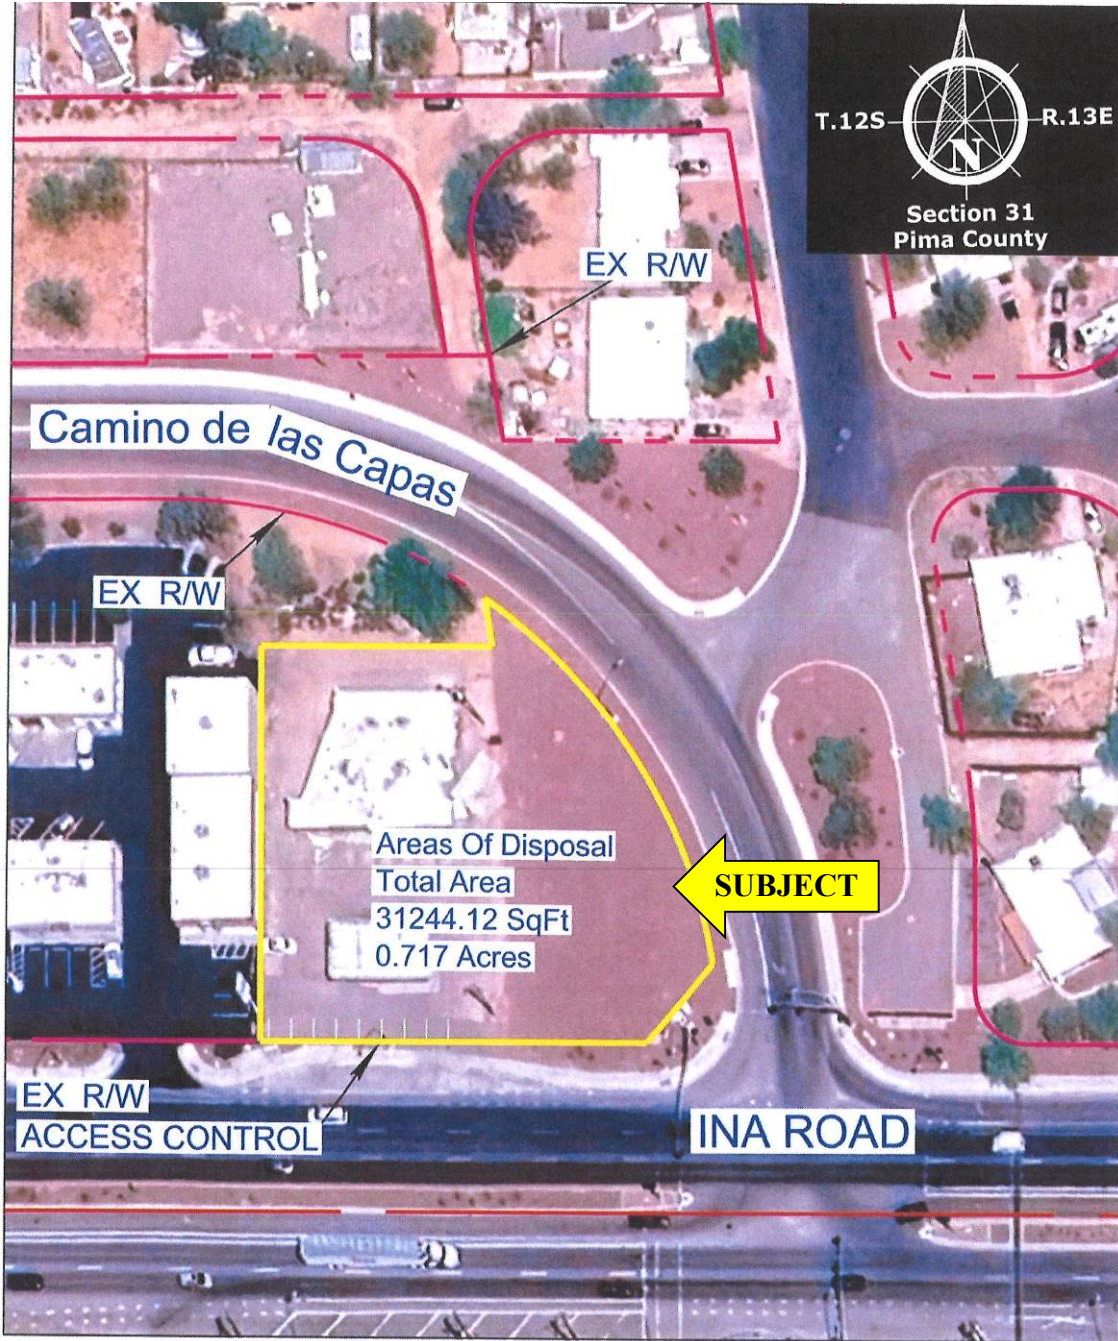 T.12S
R.13E
N
Section 31
Pima County
EX R/W
Camino de las Capas
EX R/W
Areas Of Disposal
Total Area
31244.12 SqFt
0.717 Acres
SUBJECT
EX R/W
ACCESS CONTROL
INA ROAD